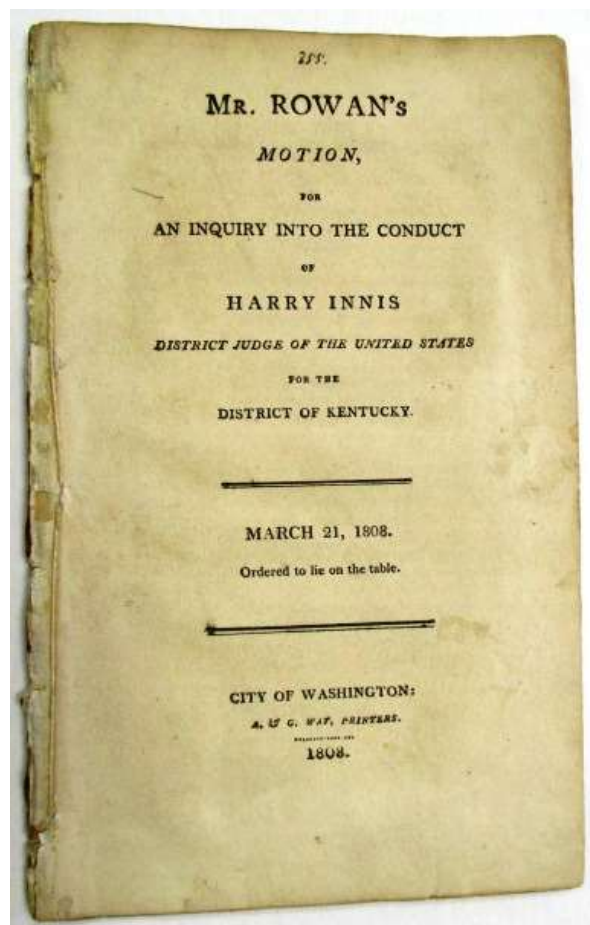 255.
MR. ROWAN's
MOTION,
FOR
AN INQUIRY INTO THE CONDUCT
OF
HARRY INNIS
DISTRICT JUDGE OF THE UNITED STATES
FOR THE
DISTRICT OF KENTUCKY.
MARCH 21, 1808.
Ordered to lie on the table.
CITY OF WASHINGTON:
A. & G. WAY, PRINTERS.
1808.